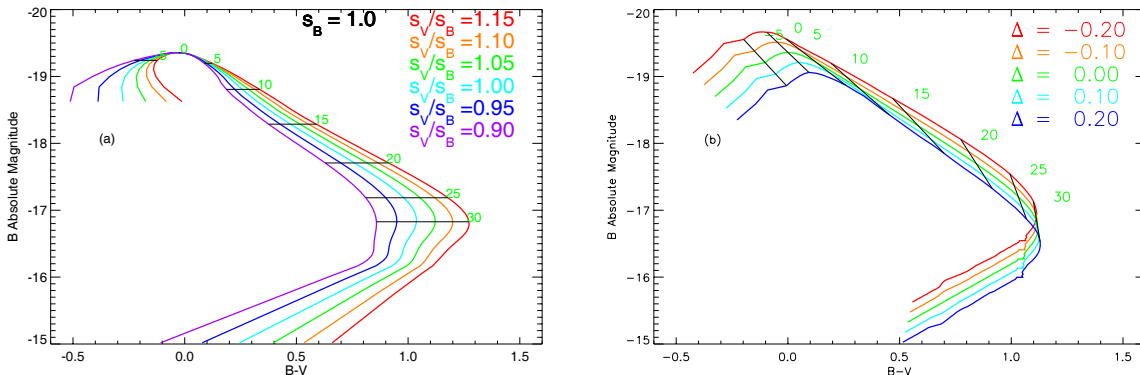 s_B = 1.0
s_V/s_B=1.15
s_V/s_B=1.10
s_V/s_B=1.05
s_V/s_B=1.00
s_V/s_B=0.95
s_V/s_B=0.90
(a)
-5
0
5
10
15
20
25
30
B Absolute Magnitude
-20
-19
-18
-17
-16
-15
-0.5
0.0
0.5
1.0
1.5
B-V
Δ = −0.20
Δ = −0.10
Δ = 0.00
Δ = 0.10
Δ = 0.20
(b)
-5
0
5
10
15
20
25
30
B Absolute Magnitude
-20
-19
-18
-17
-16
-15
−0.5
0.0
0.5
1.0
1.5
B−V